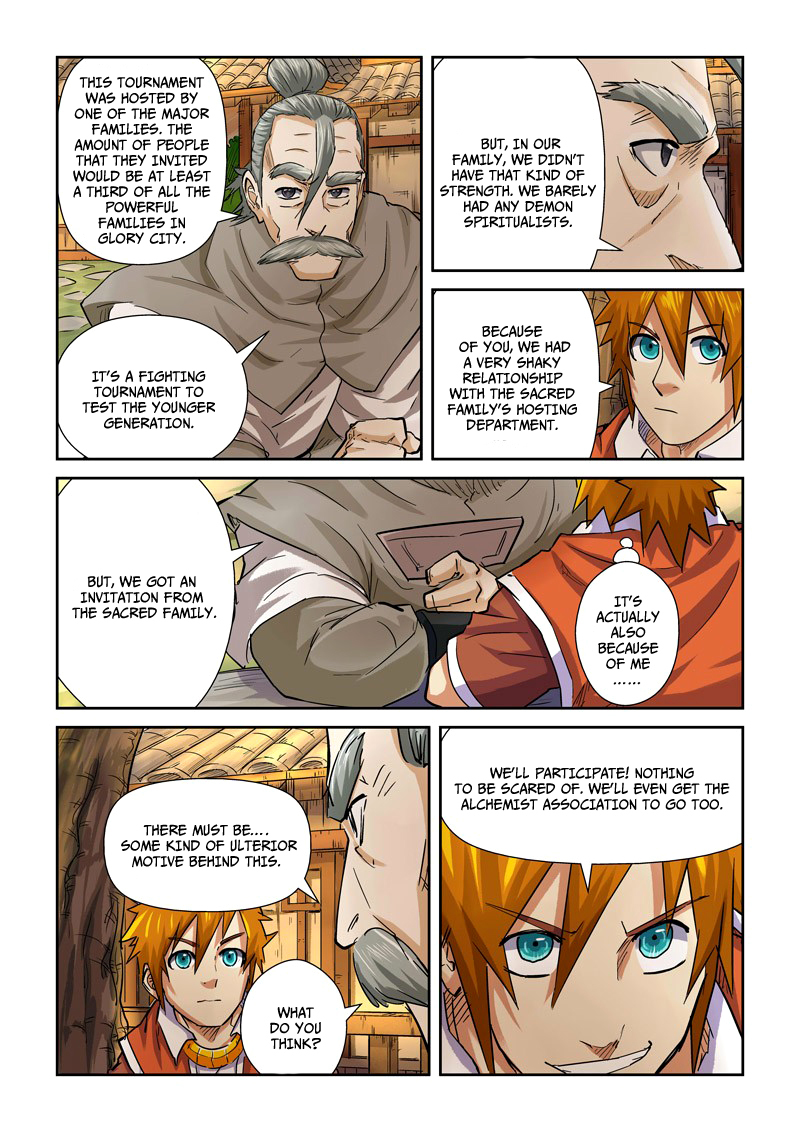 THIS TOURNAMENT
WAS HOSTED BY
ONE OF THE MAJOR
FAMILIES. THE
AMOUNT OF PEOPLE
THAT THEY INVITED
WOULD BE AT LEAST
A THIRD OF ALL THE
POWERFUL
FAMILIES IN
GLORY CITY.
IT'S A FIGHTING
TOURNAMENT TO
TEST THE YOUNGER
GENERATION.
BUT, IN OUR
FAMILY, WE DIDN'T
HAVE THAT KIND OF
STRENGTH. WE BARELY
HAD ANY DEMON
SPIRITUALISTS.
BECAUSE
OF YOU, WE HAD
A VERY SHAKY
RELATIONSHIP
WITH THE SACRED
FAMILY'S HOSTING
DEPARTMENT.
BUT, WE GOT AN
INVITATION FROM
THE SACRED FAMILY.
IT'S
ACTUALLY
ALSO
BECAUSE
OF ME
......
THERE MUST BE....
SOME KIND OF ULTERIOR
MOTIVE BEHIND THIS.
WHAT
DO YOU
THINK?
WE'LL PARTICIPATE! NOTHING
TO BE SCARED OF. WE'LL EVEN GET THE
ALCHEMIST ASSOCIATION TO GO TOO.